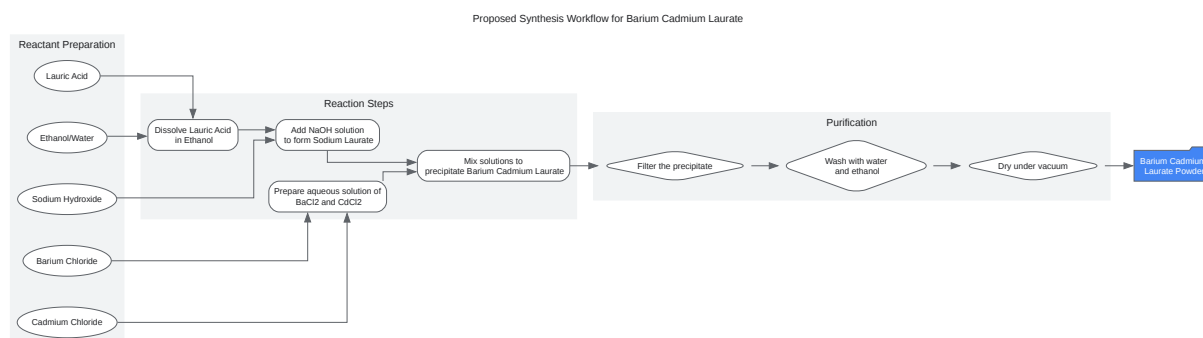 Proposed Synthesis Workflow for Barium Cadmium Laurate
Reactant Preparation
Lauric Acid
Ethanol/Water
Sodium Hydroxide
Barium Chloride
Cadmium Chloride
Reaction Steps
Dissolve Lauric Acid
in Ethanol
Add NaOH solution
to form Sodium Laurate
Prepare aqueous solution of
BaCl2 and CdCl2
Mix solutions to
precipitate Barium Cadmium Laurate
Purification
Filter the precipitate
Wash with water
and ethanol
Dry under vacuum
Barium Cadmium
Laurate Powder